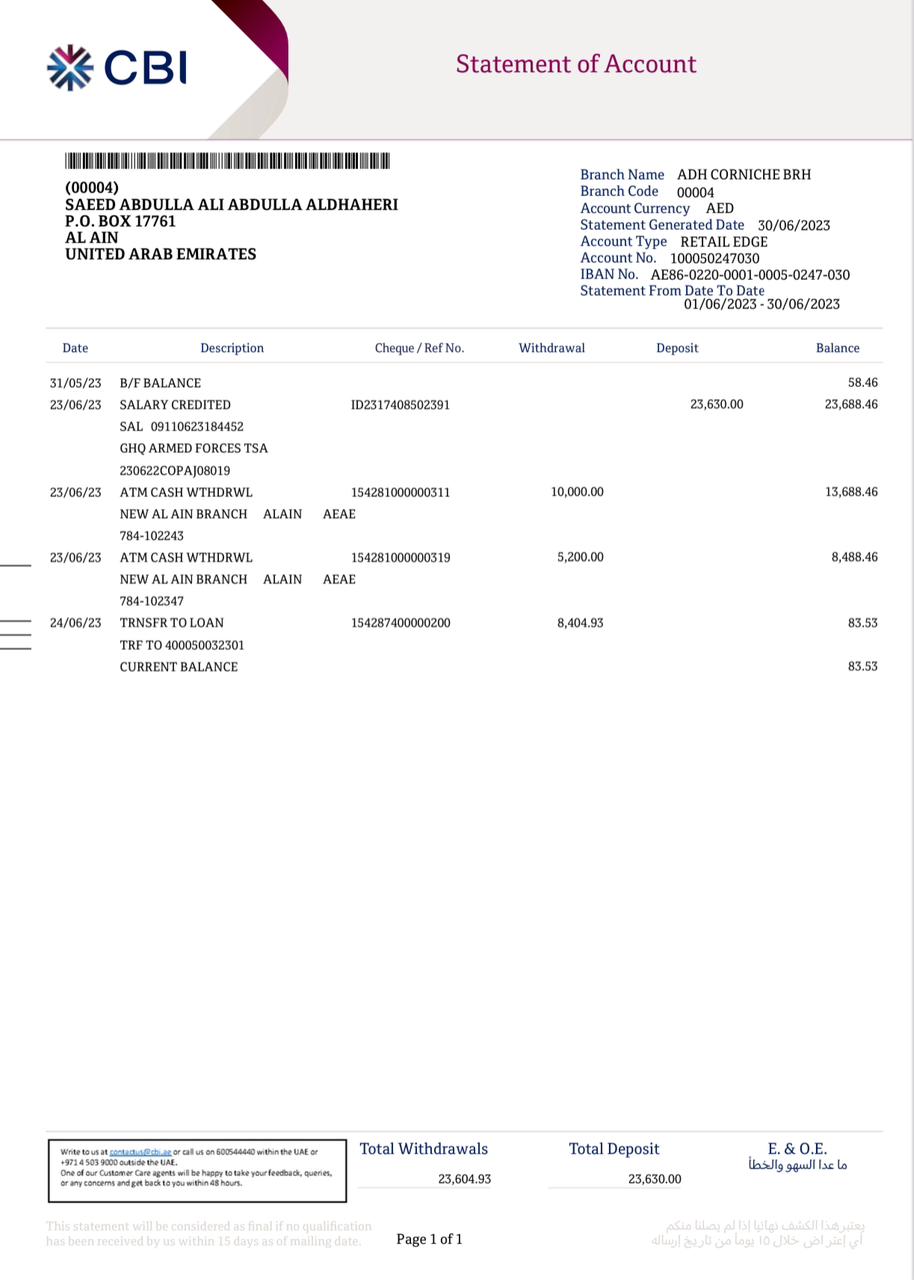 CBI
Statement of Account
(00004)
SAEED ABDULLA ALI ABDULLA ALDHAHERI
P.O. BOX 17761
AL AIN
UNITED ARAB EMIRATES
Branch Name ADH CORNICHE BRH
Branch Code 00004
Account Currency AED
Statement Generated Date 30/06/2023
Account Type RETAIL EDGE
Account No. 100050247030
IBAN No. AE86-0220-0001-0005-0247-030
Statement From Date To Date
01/06/2023 - 30/06/2023
Date Description Cheque / Ref No. Withdrawal Deposit Balance
31/05/23 B/F BALANCE 58.46
23/06/23 SALARY CREDITED ID2317408502391 23,630.00 23,688.46
SAL 09110623184452
GHQ ARMED FORCES TSA
230622COPAJ08019
23/06/23 ATM CASH WTHDRWL 154281000000311 10,000.00 13,688.46
NEW AL AIN BRANCH ALAIN AEAE
784-102243
23/06/23 ATM CASH WTHDRWL 154281000000319 5,200.00 8,488.46
NEW AL AIN BRANCH ALAIN AEAE
784-102347
24/06/23 TRNSFR TO LOAN 154287400000200 8,404.93 83.53
TRF TO 400050032301
CURRENT BALANCE 83.53
Write to us at contactus@cbi.ae or call us on 600544440 within the UAE or
+971 4 503 9000 outside the UAE.
One of our Customer Care agents will be happy to take your feedback, queries,
or any concerns and get back to you within 48 hours.
Total Withdrawals Total Deposit E. & O.E.
ما عدا السهو والخطأ
23,604.93 23,630.00
This statement will be considered as final if no qualification
has been received by us within 15 days as of mailing date.
Page 1 of 1
يعتبر هذا الكشف نهائيا إذا لم يصلنا منكم
أي إعتراض خلال ١٥ يوماً من تاريخ إرساله